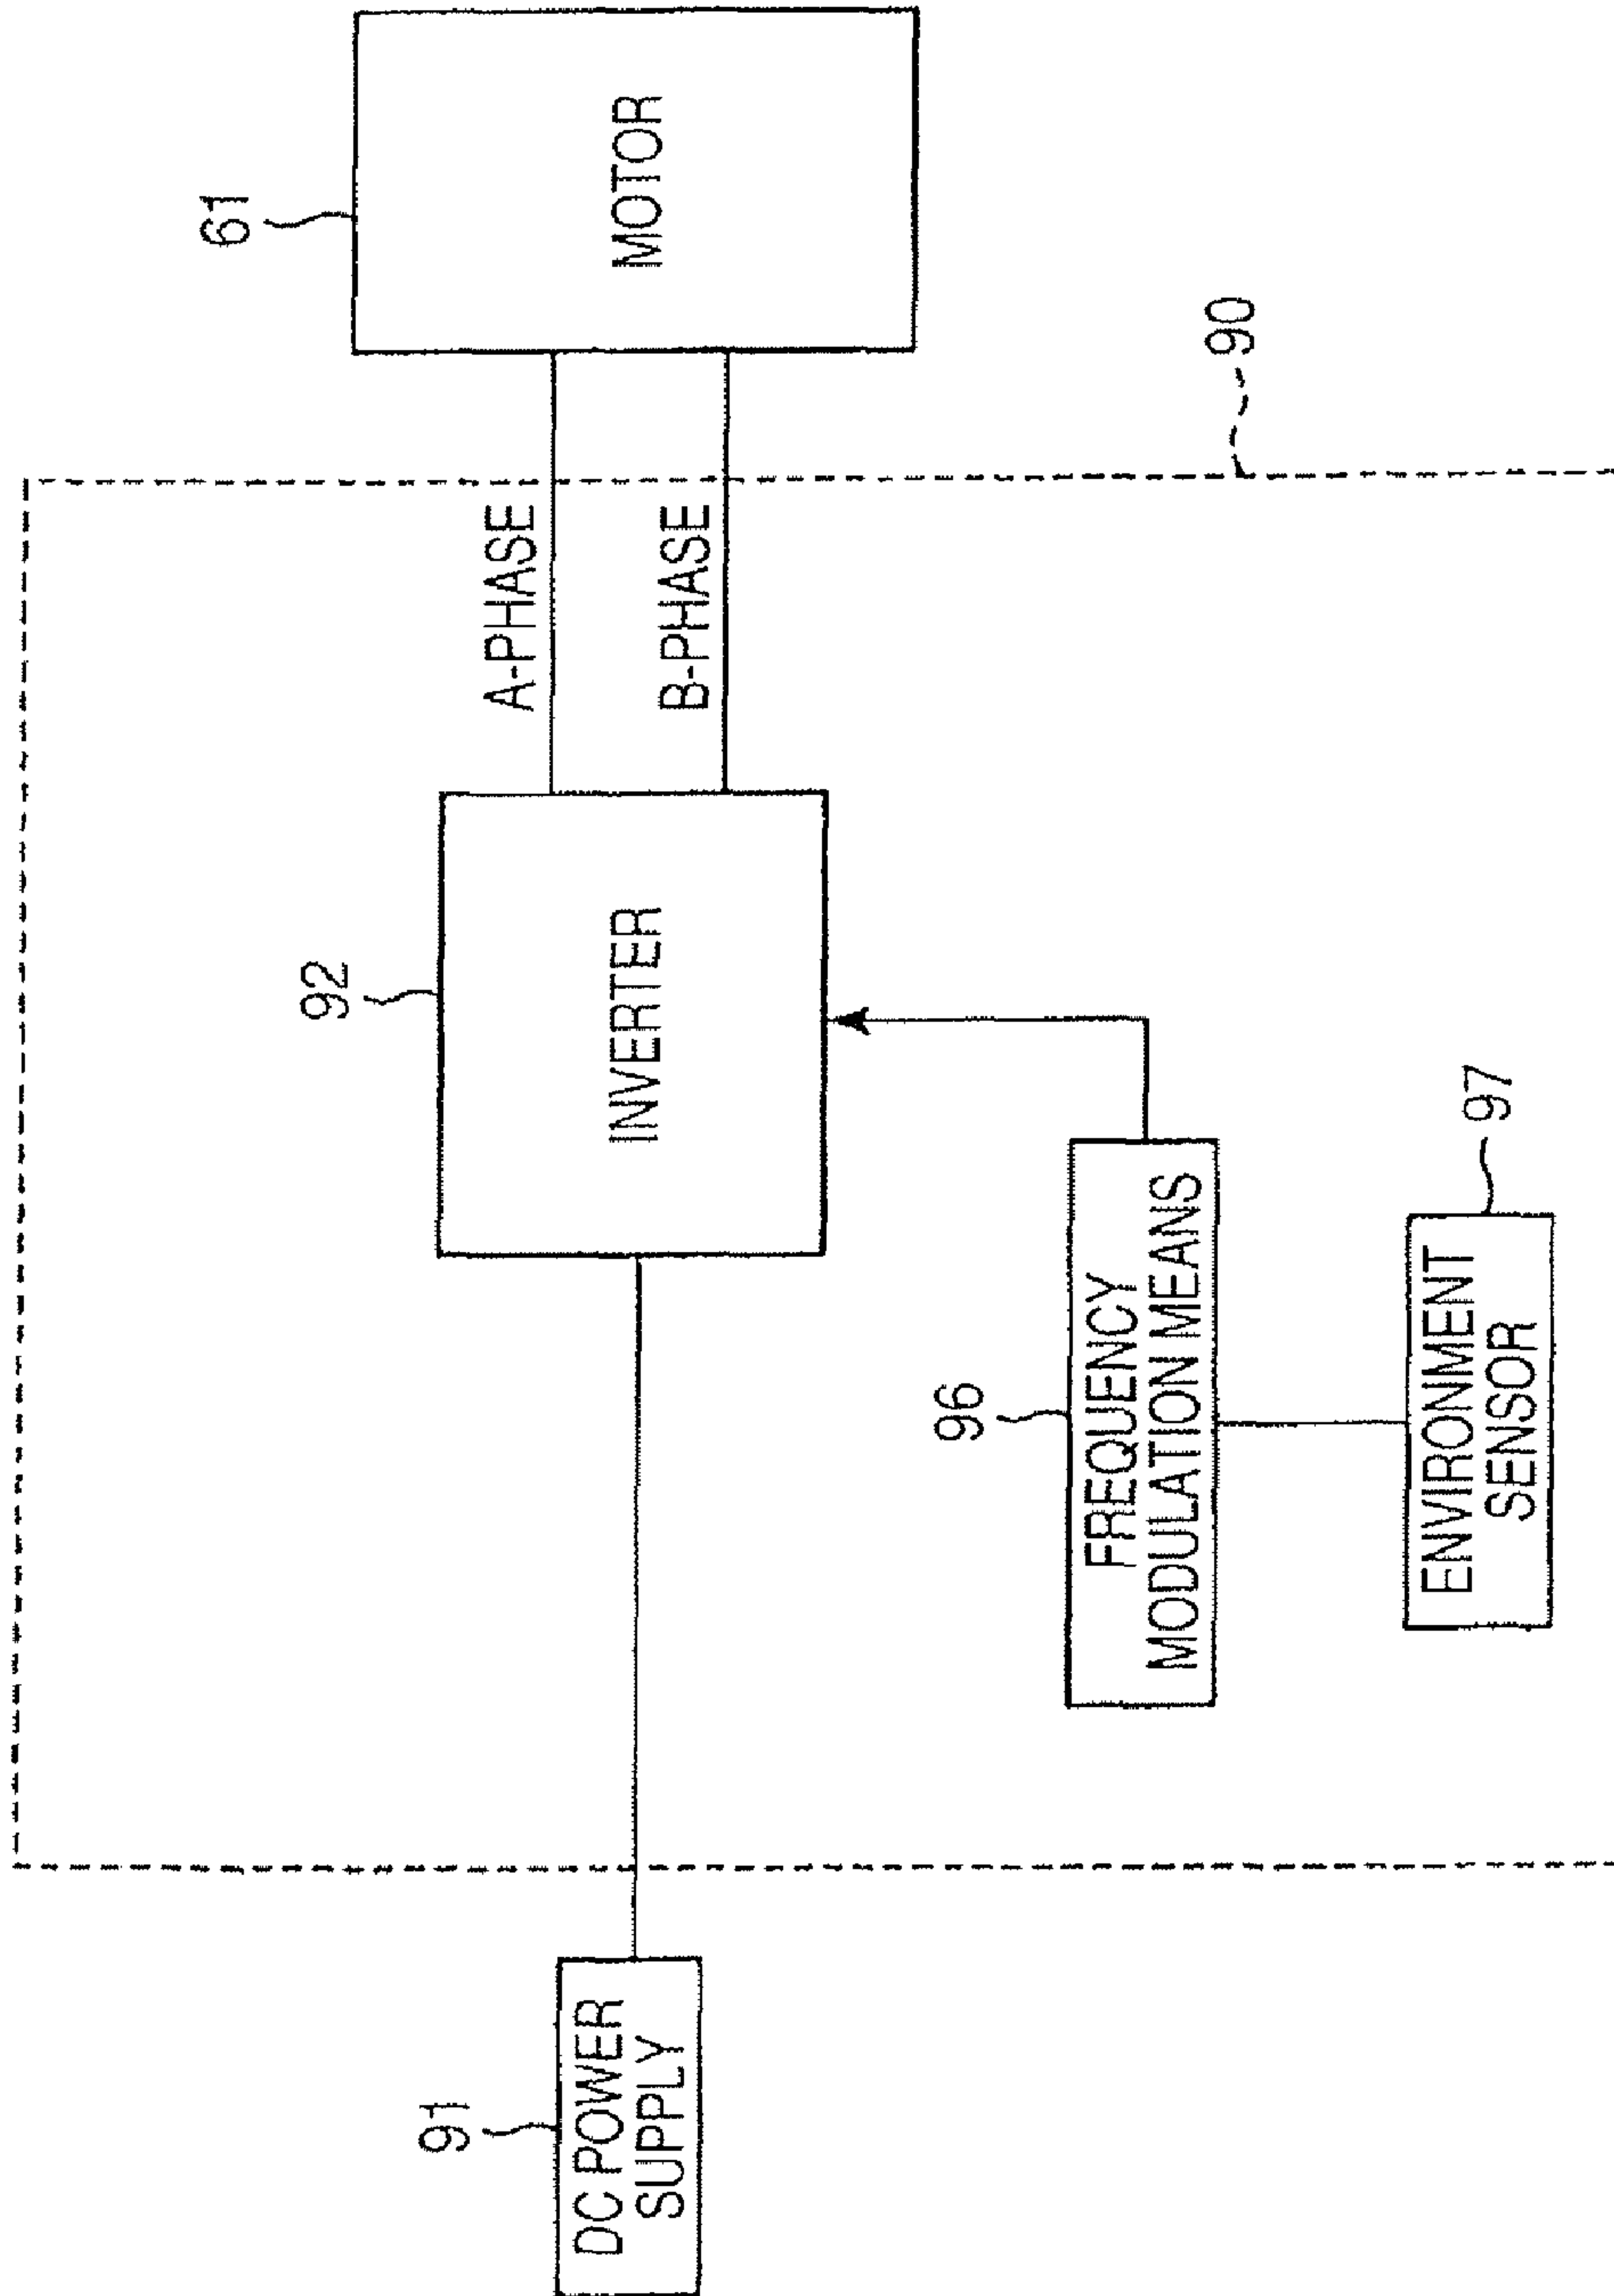 90
61
92
91
A-PHASE
B-PHASE
MOTOR
INVERTER
DC POWER
SUPPLY
96
FREQUENCY
MODULATION MEANS
97
ENVIRONMENT
SENSOR